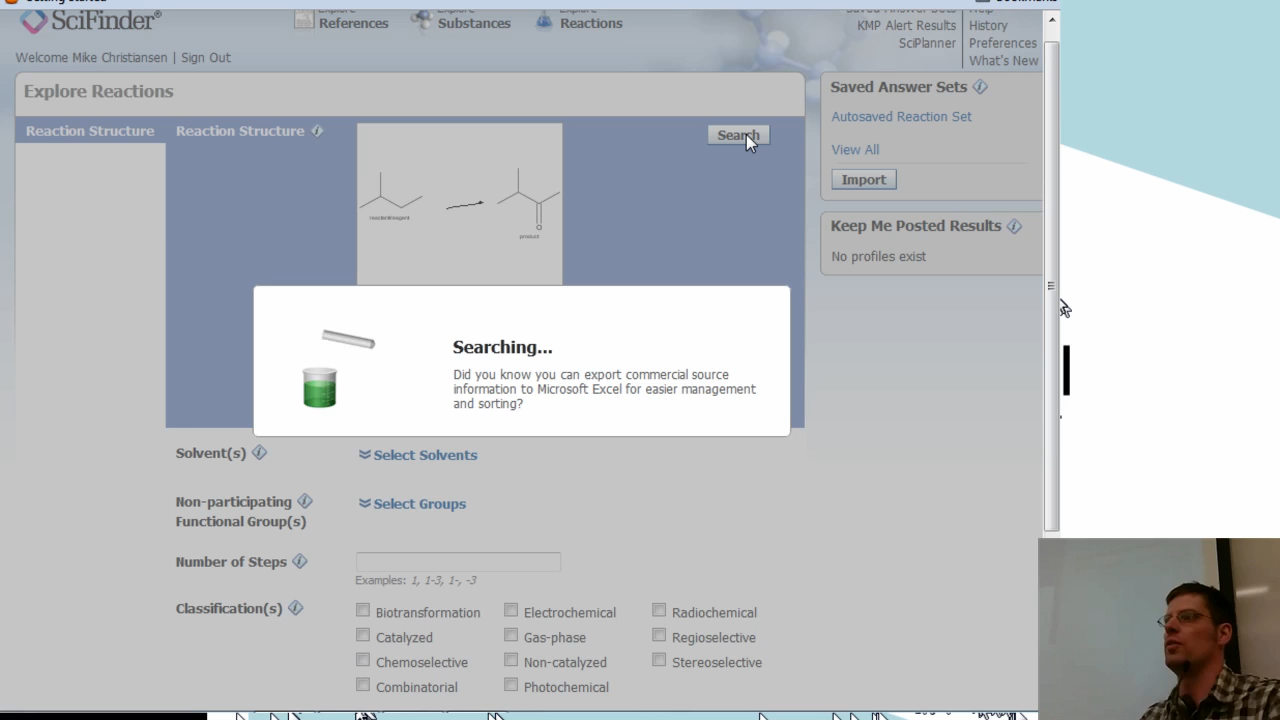 SciFinder®
References
Substances
Reactions
KMP Alert Results
History
SciPlanner
Preferences
What's New
Welcome Mike Christiansen | Sign Out
Explore Reactions
Reaction Structure
Reaction Structure
Search
reactant/reagent
product
O
Saved Answer Sets
Autosaved Reaction Set
View All
Import
Keep Me Posted Results
No profiles exist
Searching...
Did you know you can export commercial source
information to Microsoft Excel for easier management
and sorting?
Solvent(s)
Select Solvents
Non-participating
Functional Group(s)
Select Groups
Number of Steps
Examples: 1, 1-3, 1-, -3
Classification(s)
Biotransformation
Electrochemical
Radiochemical
Catalyzed
Gas-phase
Regioselective
Chemoselective
Non-catalyzed
Stereoselective
Combinatorial
Photochemical